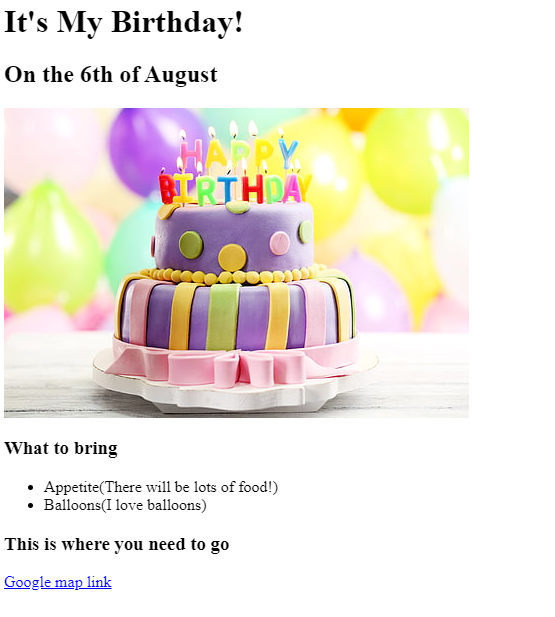 It's My Birthday!
On the 6th of August
HAPPY
BIRTHDAY
What to bring
Appetite(There will be lots of food!)
Balloons(I love balloons)
This is where you need to go
Google map link